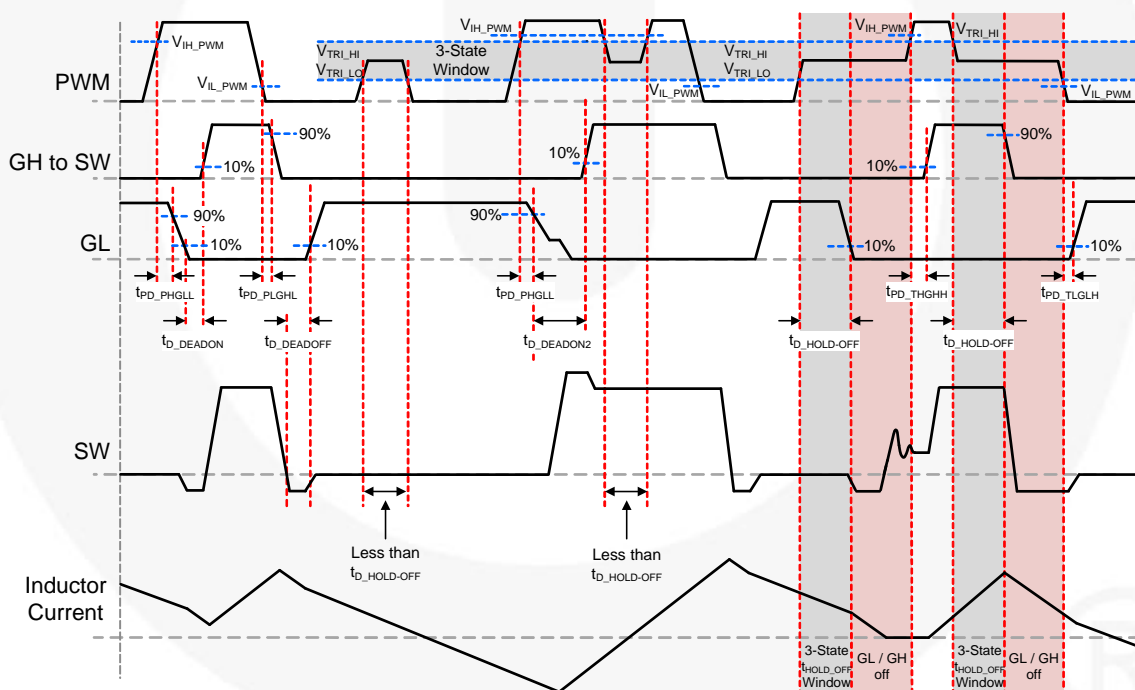 V_IH_PWM
V_IH_PWM
V_IH_PWM
V_TRI_HI
3-State
Window
V_TRI_HI
V_TRI_HI
V_TRI_LO
V_TRI_LO
V_IL_PWM
V_IL_PWM
V_IL_PWM
PWM
90%
90%
GH to SW
10%
10%
10%
90%
90%
GL
10%
10%
10%
10%
t_PD_PHGLL
t_PD_PLGHL
t_PD_PHGLL
t_PD_THGHH
t_PD_TLGLH
t_D_DEADON
t_D_DEADOFF
t_D_DEADON2
t_D_HOLD-OFF
t_D_HOLD-OFF
SW
Less than
t_D_HOLD-OFF
Less than
t_D_HOLD-OFF
Inductor
Current
3-State
t_HOLD_OFF
Window
GL / GH
off
3-State
t_HOLD_OFF
Window
GL / GH
off
R